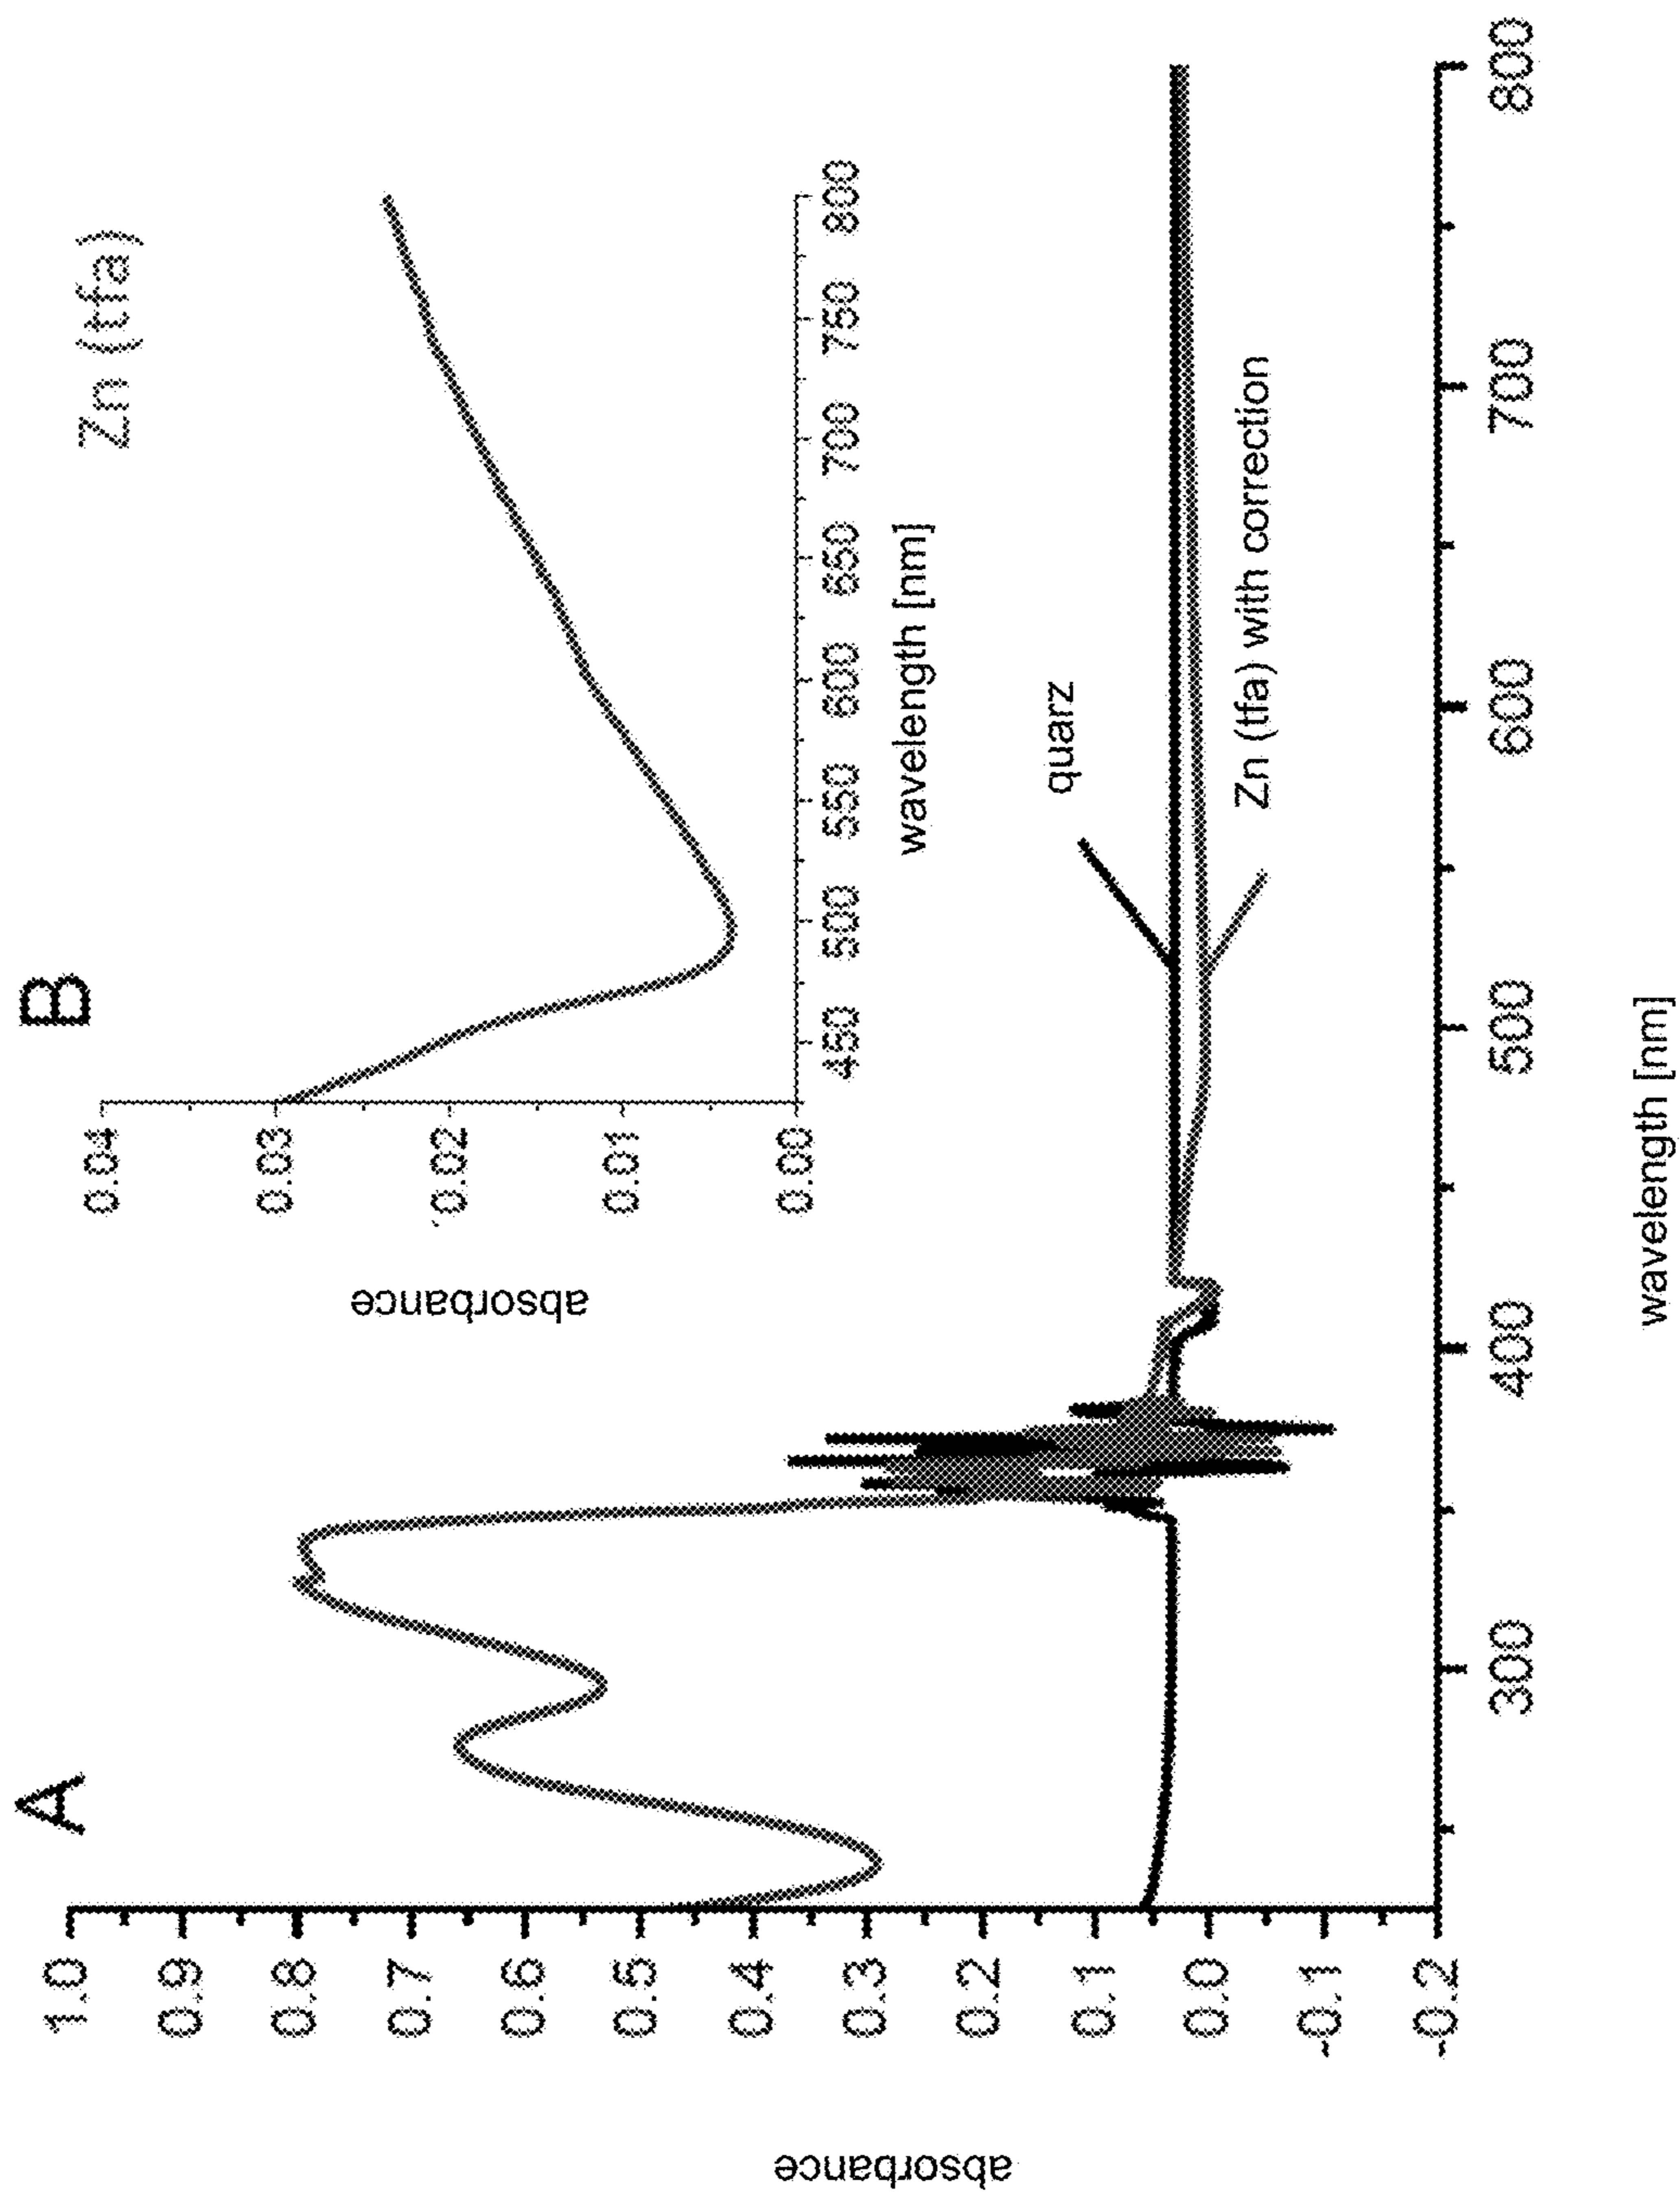 A
B
Zn (tfa)
1.0
0.9
0.8
0.7
0.6
0.5
0.4
0.3
0.2
0.1
0.0
-0.1
-0.2
absorbance
0.04
0.03
0.02
0.01
0.00
absorbance
450 500 550 600 650 700 750 800
wavelength [nm]
quarz
Zn (tfa) with correction
300 400 500 600 700 800
wavelength [nm]